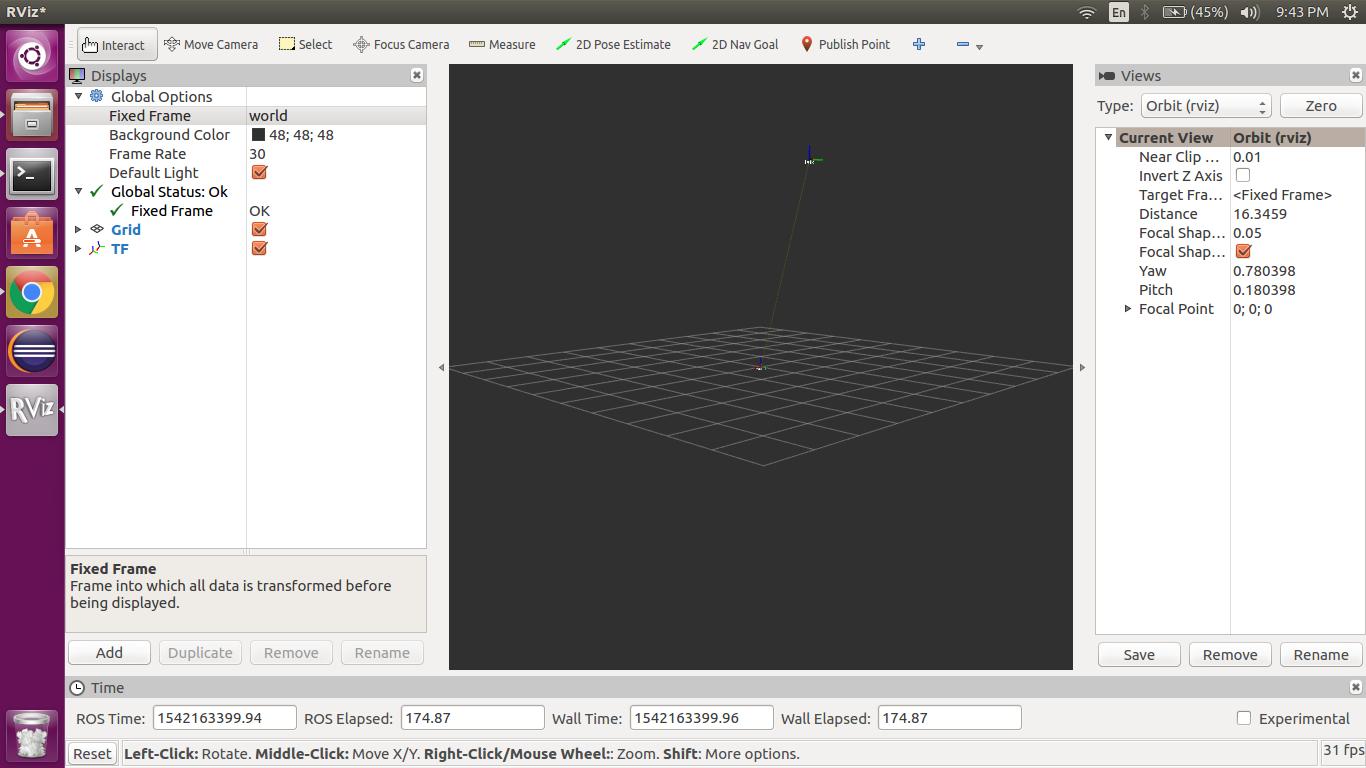 RViz*
En
(45%)
9:43 PM
Interact
Move Camera
Select
Focus Camera
Measure
2D Pose Estimate
2D Nav Goal
Publish Point
Displays
Global Options
Fixed Frame world
Background Color 48; 48; 48
Frame Rate 30
Default Light
Global Status: Ok
Fixed Frame OK
Grid
TF
Fixed Frame
Frame into which all data is transformed before
being displayed.
Add Duplicate Remove Rename
Views
Type: Orbit (rviz) Zero
Current View Orbit (rviz)
Near Clip ... 0.01
Invert Z Axis
Target Fra... <Fixed Frame>
Distance 16.3459
Focal Shap... 0.05
Focal Shap...
Yaw 0.780398
Pitch 0.180398
Focal Point 0; 0; 0
Save Remove Rename
RViz
Time
ROS Time: 1542163399.94 ROS Elapsed: 174.87 Wall Time: 1542163399.96 Wall Elapsed: 174.87 Experimental
Reset Left-Click: Rotate. Middle-Click: Move X/Y. Right-Click/Mouse Wheel:: Zoom. Shift: More options. 31 fps